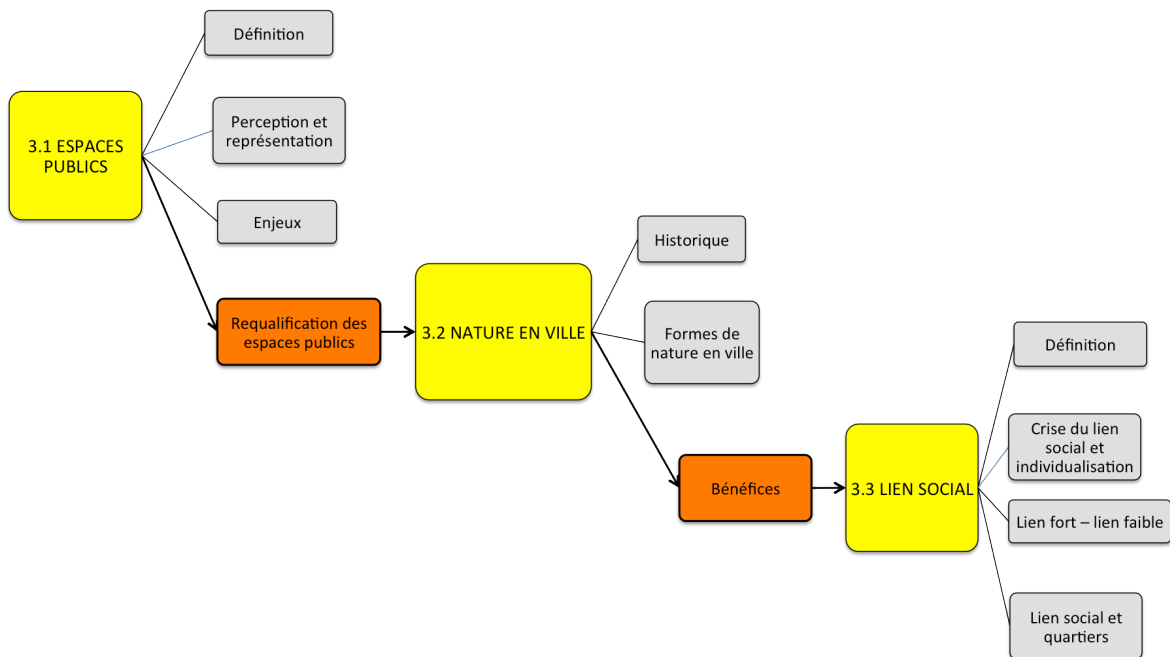 Définition
Perception et
représentation
3.1 ESPACES
PUBLICS
Enjeux
Requalification des
espaces publics
Historique
3.2 NATURE EN VILLE
Formes de
nature en ville
Bénéfices
Définition
Crise du lien
social et
individualisation
3.3 LIEN SOCIAL
Lien fort – lien faible
Lien social et
quartiers